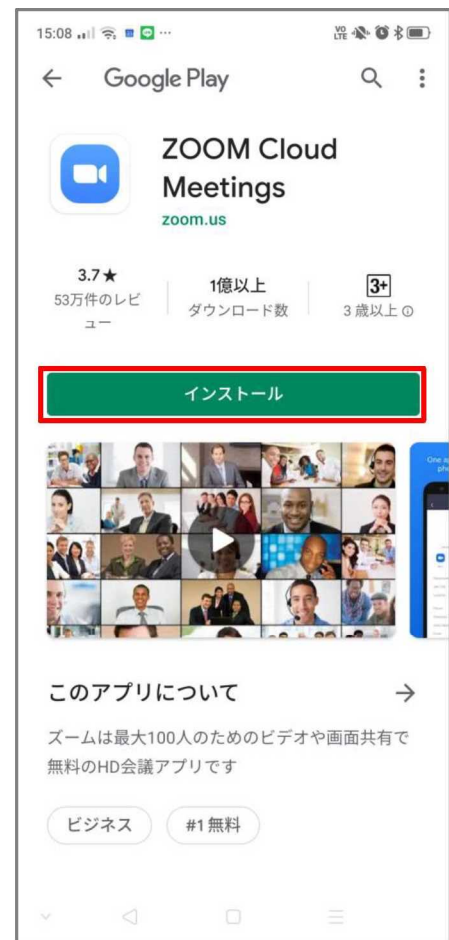 15:08
VO LTE
Google Play
ZOOM Cloud
Meetings
zoom.us
3.7★
53万件のレビ
ュー
1億以上
ダウンロード数
3+
3 歳以上
インストール
One a
ph
このアプリについて
ズームは最大100人のためのビデオや画面共有で
無料のHD会議アプリです
ビジネス
#1 無料